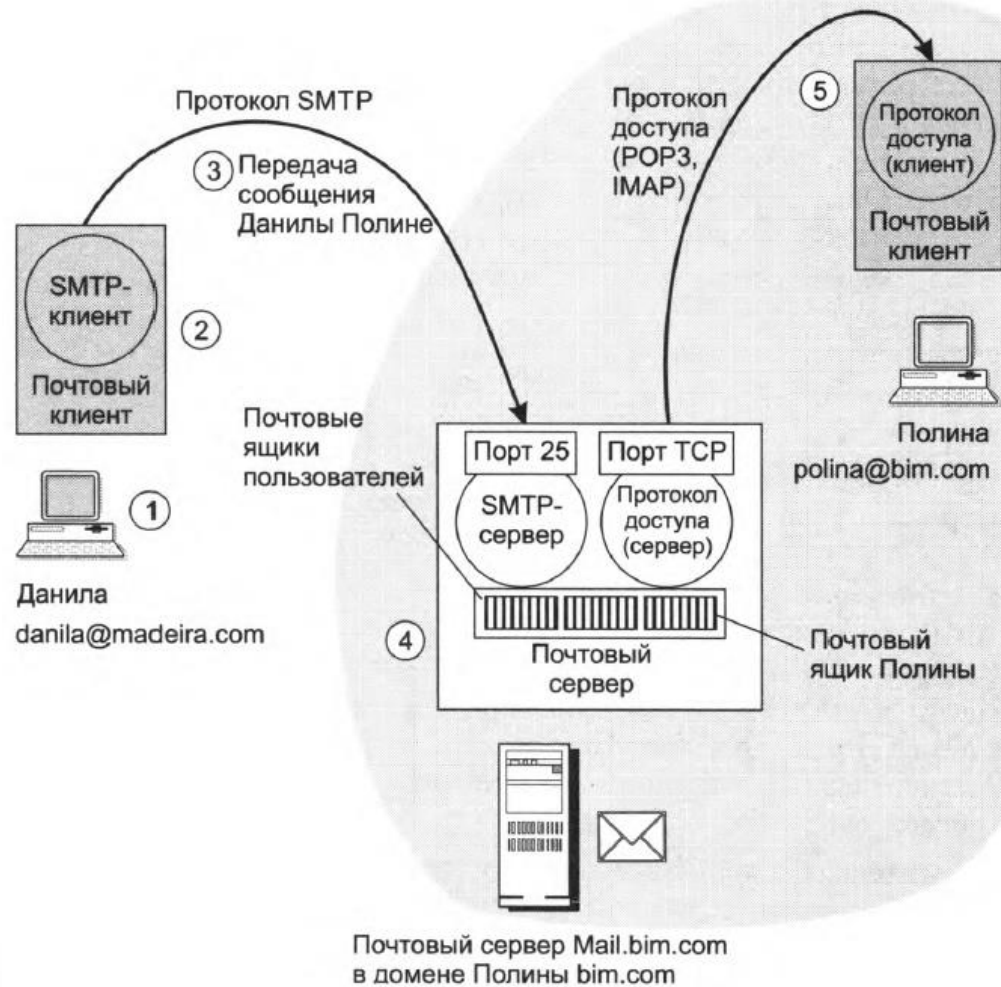 Протокол SMTP
3
Передача
сообщения
Данилы Полине
SMTP-
клиент
Почтовый
клиент
2
1
Данила
danila@madeira.com
Протокол
доступа
(POP3,
IMAP)
5
Протокол
доступа
(клиент)
Почтовый
клиент
Полина
polina@bim.com
Почтовые
ящики
пользователей
Порт 25
SMTP-
сервер
Порт TCP
Протокол
доступа
(сервер)
4
Почтовый
сервер
Почтовый
ящик Полины
Почтовый сервер Mail.bim.com
в домене Полины bim.com